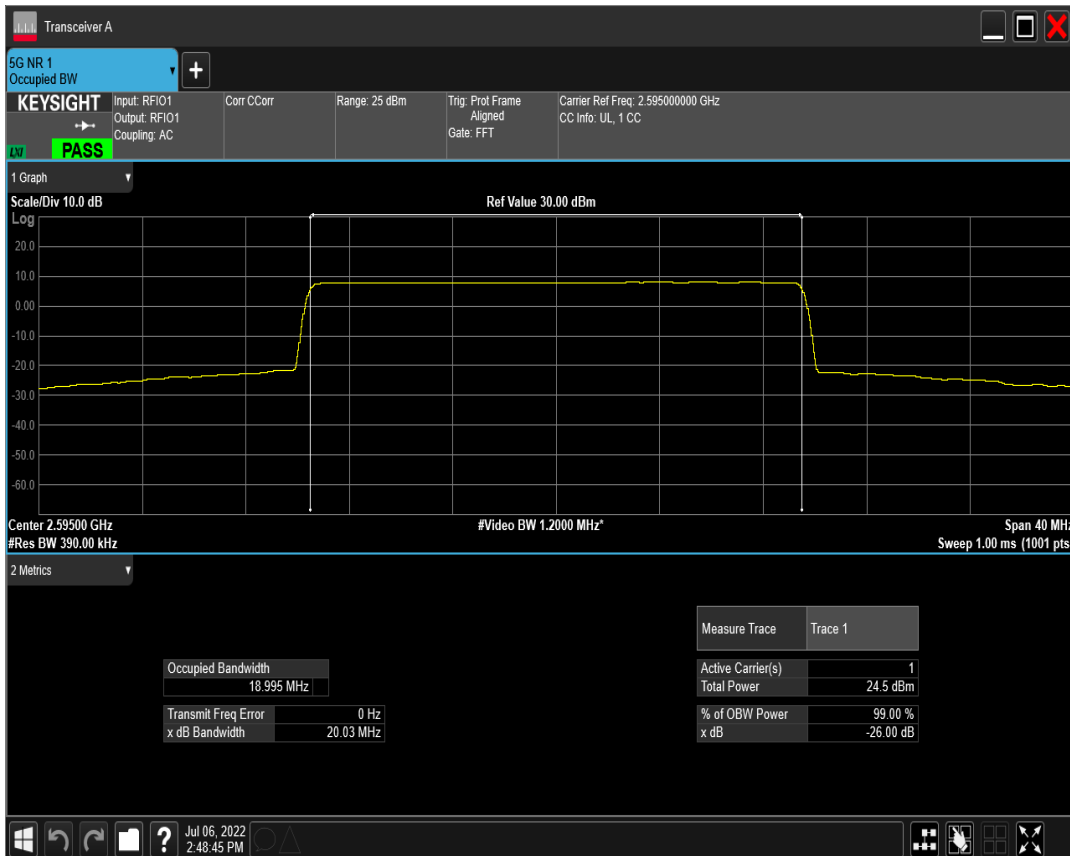 Transceiver A
5G NR 1
Occupied BW
+
KEYSIGHT
LXI
PASS
Input: RFIO1
Output: RFIO1
Coupling: AC
Corr CCorr
Range: 25 dBm
Trig: Prot Frame
Aligned
Gate: FFT
Carrier Ref Freq: 2.595000000 GHz
CC Info: UL, 1 CC
1 Graph
Scale/Div 10.0 dB
Ref Value 30.00 dBm
Log
20.0
10.0
0.00
-10.0
-20.0
-30.0
-40.0
-50.0
-60.0
Center 2.59500 GHz
#Video BW 1.2000 MHz*
Span 40 MHz
#Res BW 390.00 kHz
Sweep 1.00 ms (1001 pts
2 Metrics
Measure Trace Trace 1
Occupied Bandwidth
18.995 MHz
Active Carrier(s) 1
Total Power 24.5 dBm
Transmit Freq Error 0 Hz
x dB Bandwidth 20.03 MHz
% of OBW Power 99.00 %
x dB -26.00 dB
?
Jul 06, 2022
2:48:45 PM